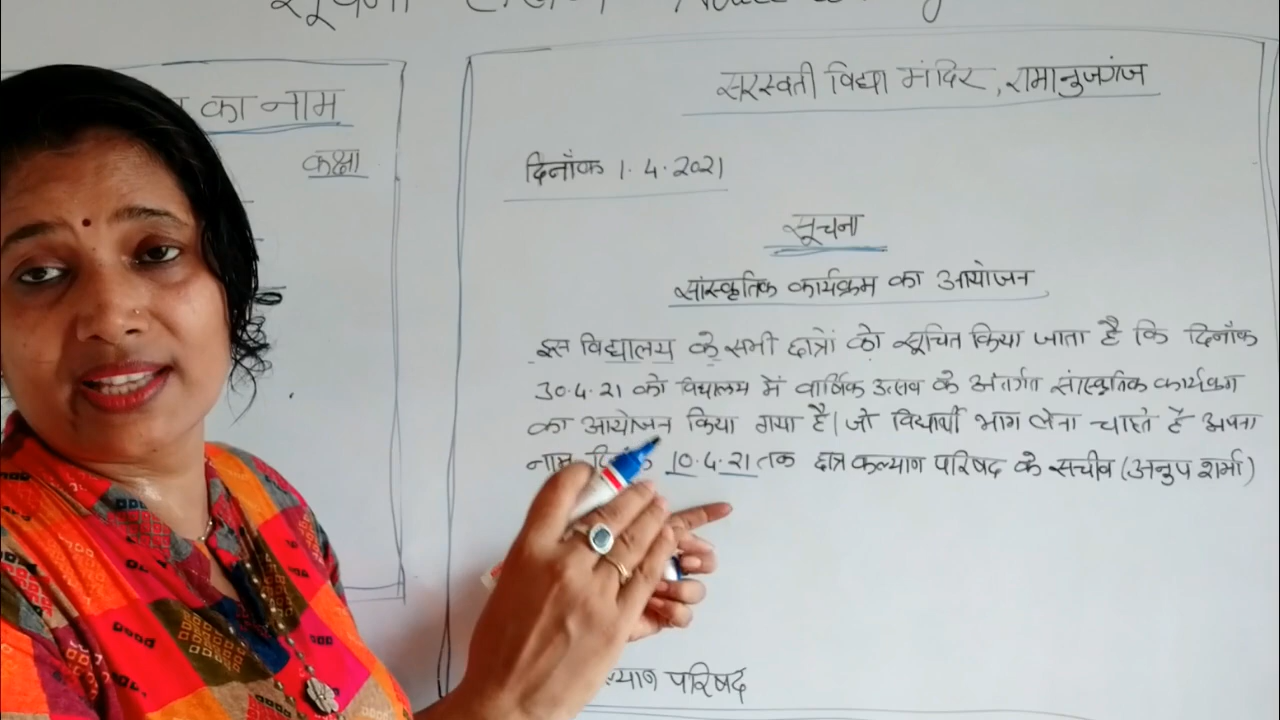 सूचना
का नाम
कक्षा
सरस्वती विद्या मंदिर, रामानुजगंज
दिनाँक 1.4.2021
सूचना
सांस्कृतिक कार्यक्रम का आयोजन
इस विद्यालय के सभी छात्रों को सूचित किया जाता है कि दिनाँक
30.4.21 को विद्यालय में वार्षिक उत्सव के अंतर्गत सांस्कृतिक कार्यक्रम
का आयोजन किया गया है। जो विद्यार्थी भाग लेना चाहते हैं अपना
नाम 10.4.21 तक छात्र कल्याण परिषद के सचीव (अनुप शर्मा)
परिषद